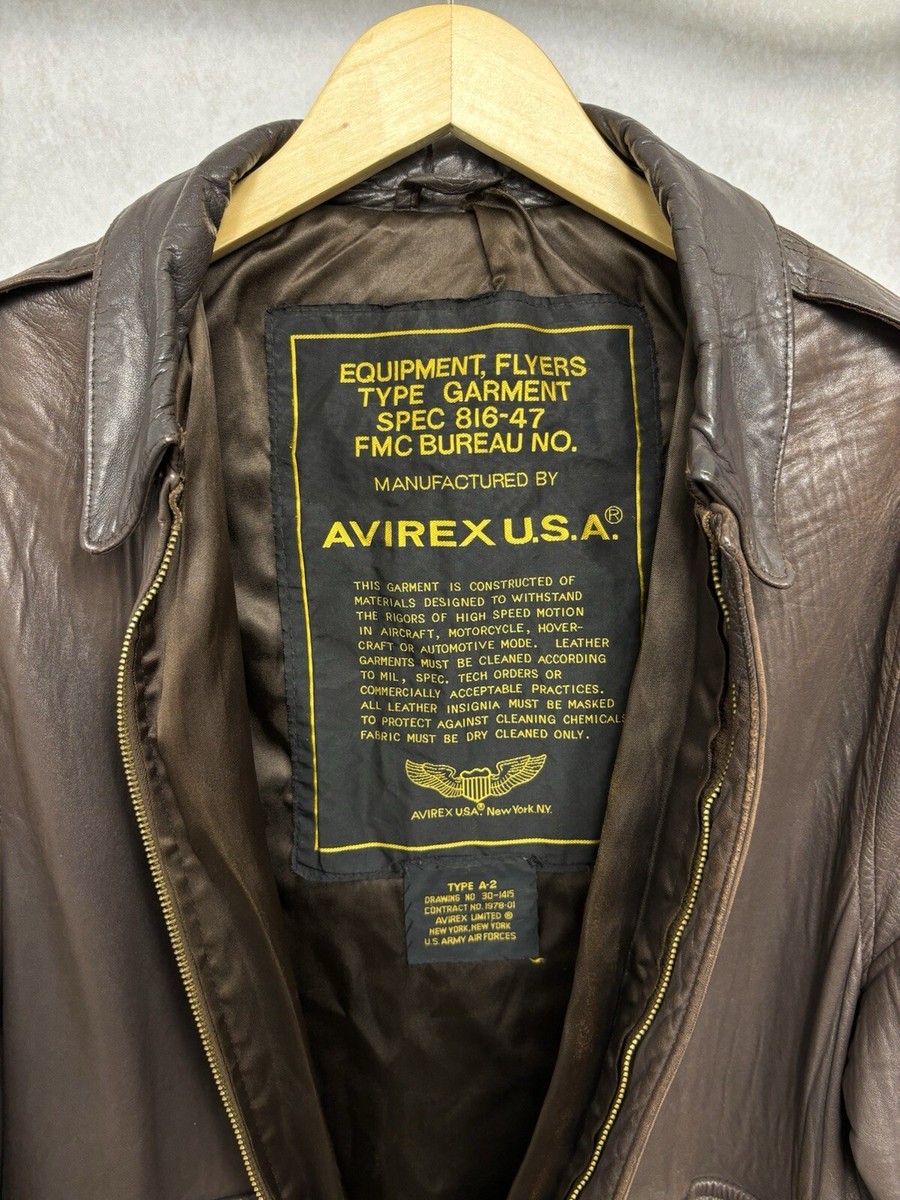 EQUIPMENT, FLYERS
TYPE GARMENT
SPEC 816-47
FMC BUREAU NO.
MANUFACTURED BY
AVIREX U.S.A.®
THIS GARMENT IS CONSTRUCTED OF
MATERIALS DESIGNED TO WITHSTAND
THE RIGORS OF HIGH SPEED MOTION
IN AIRCRAFT, MOTORCYCLE, HOVER-
CRAFT OR AUTOMOTIVE MODE. LEATHER
GARMENTS MUST BE CLEANED ACCORDING
TO MIL, SPEC. TECH ORDERS OR
COMMERCIALLY ACCEPTABLE PRACTICES.
ALL LEATHER INSIGNIA MUST BE MASKED
TO PROTECT AGAINST CLEANING CHEMICALS
FABRIC MUST BE DRY CLEANED ONLY.
AVIREX U.S.A.® New York. N.Y.
TYPE A-2
DRAWING NO 30-1415
CONTRACT NO. 1978-01
AVIREX LIMITED ®
NEW YORK, NEW YORK
U.S. ARMY AIR FORCES